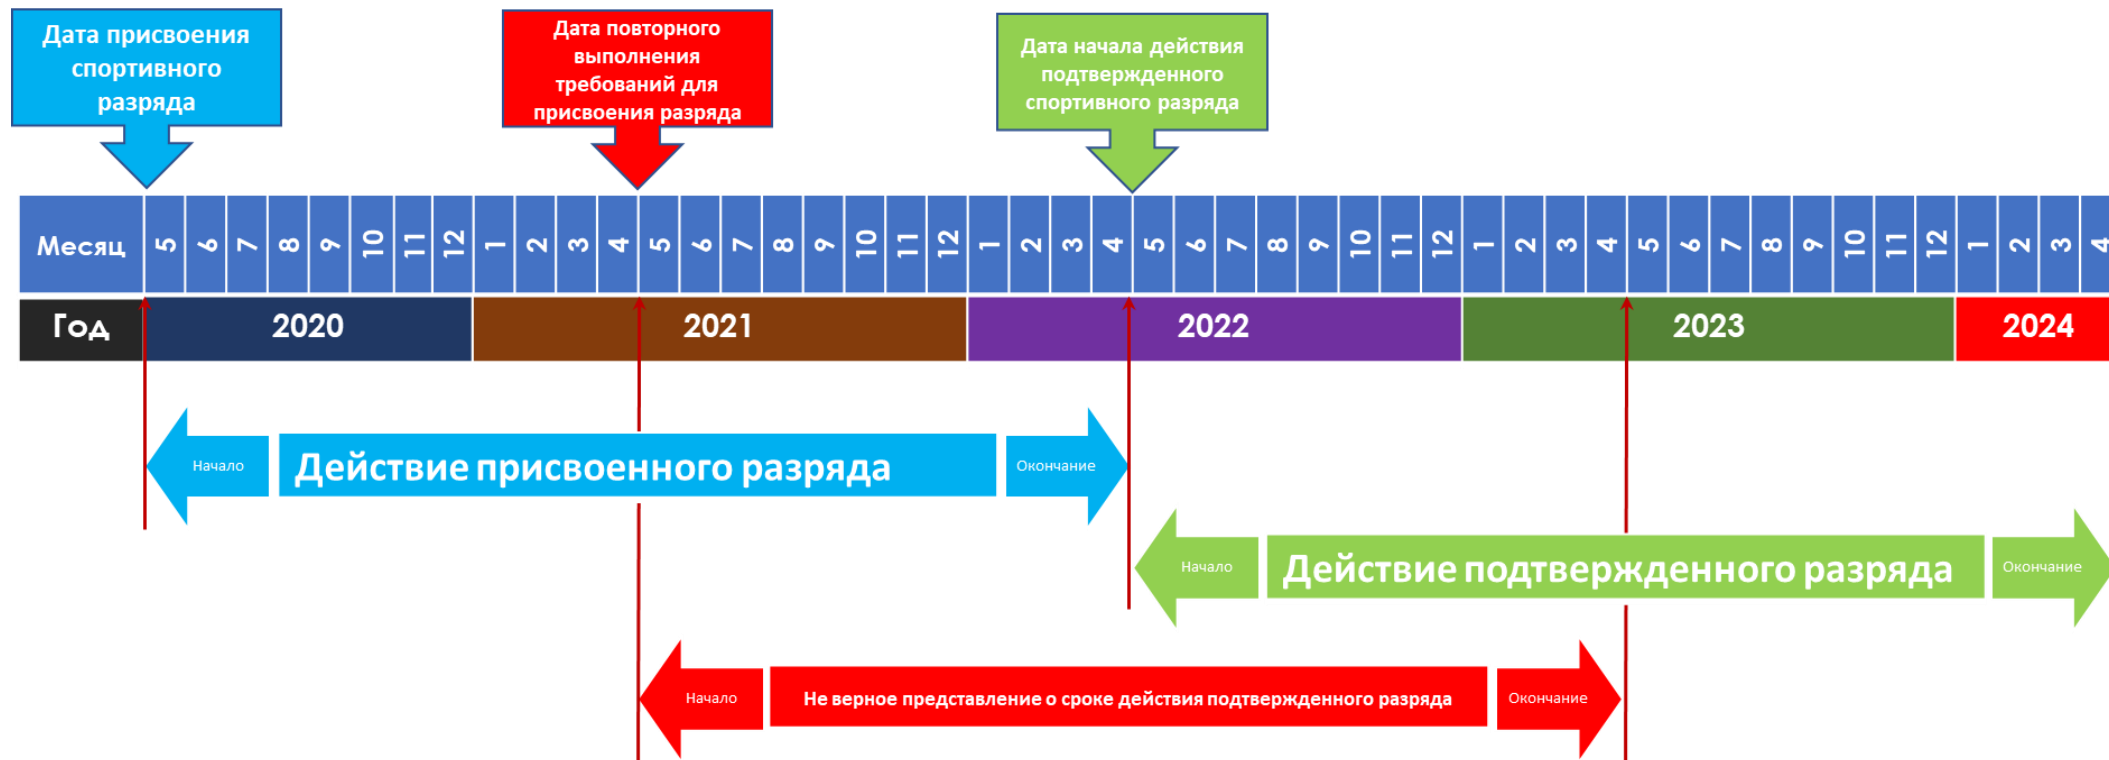 Дата присвоения
спортивного
разряда
Дата повторного
выполнения
требований для
присвоения разряда
Дата начала действия
подтвержденного
спортивного разряда
Месяц 5 6 7 8 9 10 11 12 1 2 3 4 5 6 7 8 9 10 11 12 1 2 3 4 5 6 7 8 9 10 11 12 1 2 3 4 5 6 7 8 9 10 11 12 1 2 3 4
Год 2020 2021 2022 2023 2024
Начало Действие присвоенного разряда Окончание
Начало Действие подтвержденного разряда Окончание
Начало Не верное представление о сроке действия подтвержденного разряда Окончание